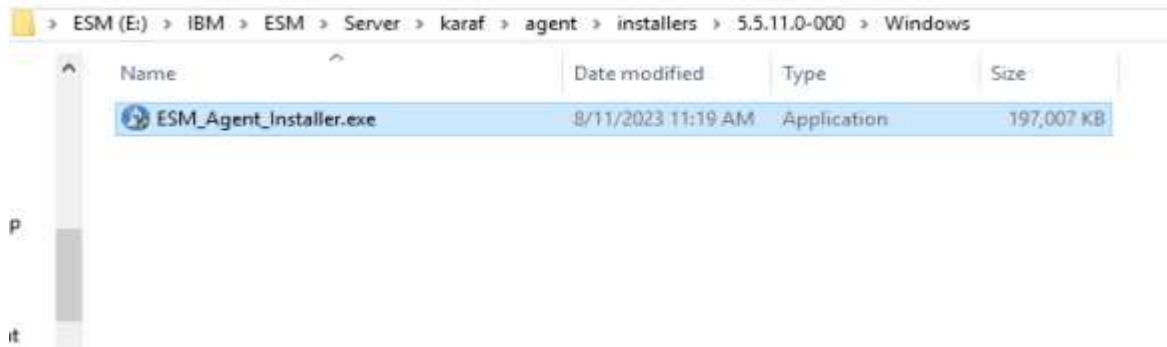 > ESM (E:) > IBM > ESM > Server > karaf > agent > installers > 5.5.11.0-000 > Windows
Name Date modified Type Size
ESM_Agent_Installer.exe 8/11/2023 11:19 AM Application 197,007 KB
P
it